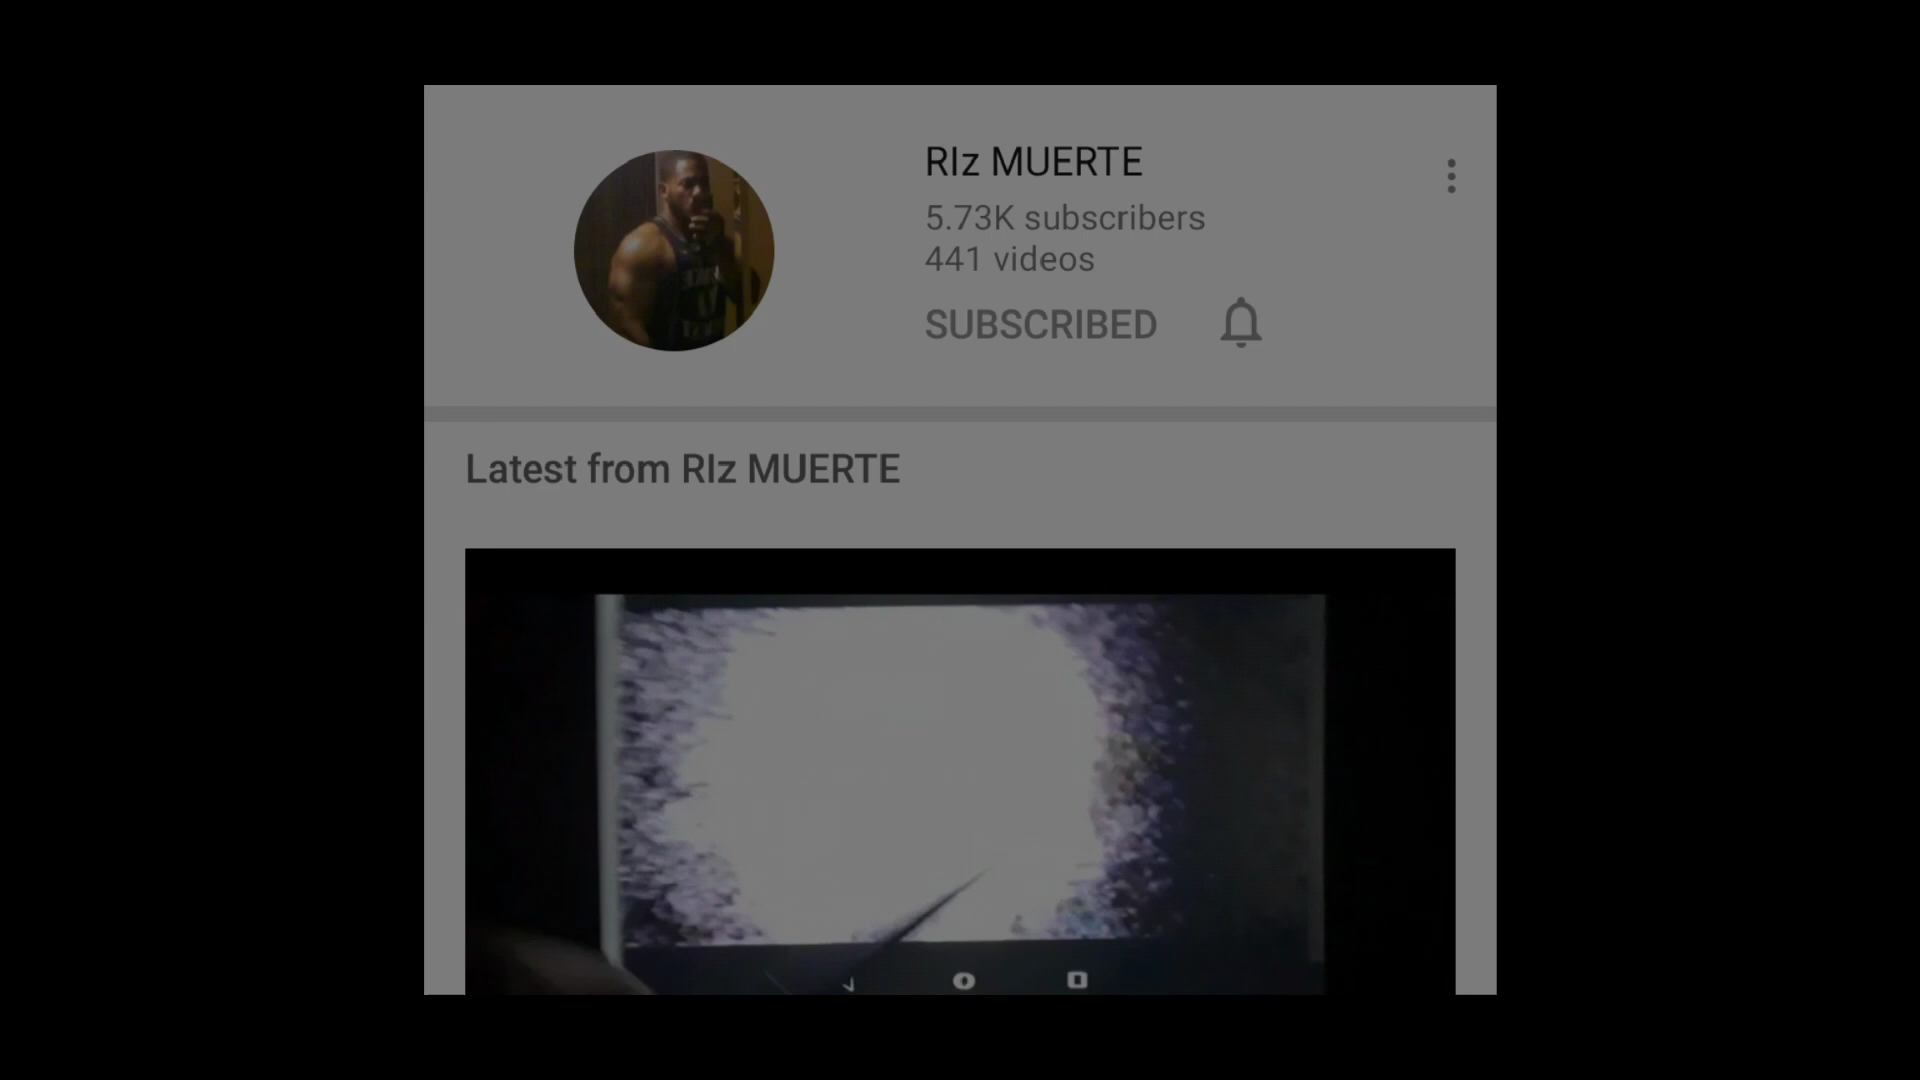 RIz MUERTE
5.73K subscribers
441 videos
SUBSCRIBED
Latest from RIz MUERTE